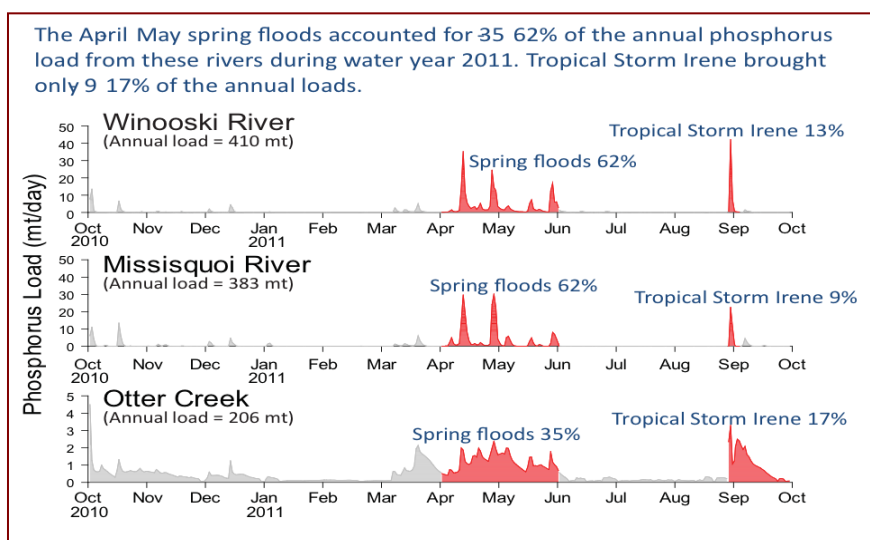 The April May spring floods accounted for 35 62% of the annual phosphorus
load from these rivers during water year 2011. Tropical Storm Irene brought
only 9 17% of the annual loads.
Phosphorus Load (mt/day)
Winooski River
(Annual load = 410 mt)
Spring floods 62%
Tropical Storm Irene 13%
50
40
30
20
10
0
Oct Nov Dec Jan Feb Mar Apr May Jun Jul Aug Sep Oct
2010 2011
Missisquoi River
(Annual load = 383 mt)
Spring floods 62%
Tropical Storm Irene 9%
50
40
30
20
10
0
Oct Nov Dec Jan Feb Mar Apr May Jun Jul Aug Sep Oct
2010 2011
Otter Creek
(Annual load = 206 mt)
Spring floods 35%
Tropical Storm Irene 17%
5
4
3
2
1
0
Oct Nov Dec Jan Feb Mar Apr May Jun Jul Aug Sep Oct
2010 2011